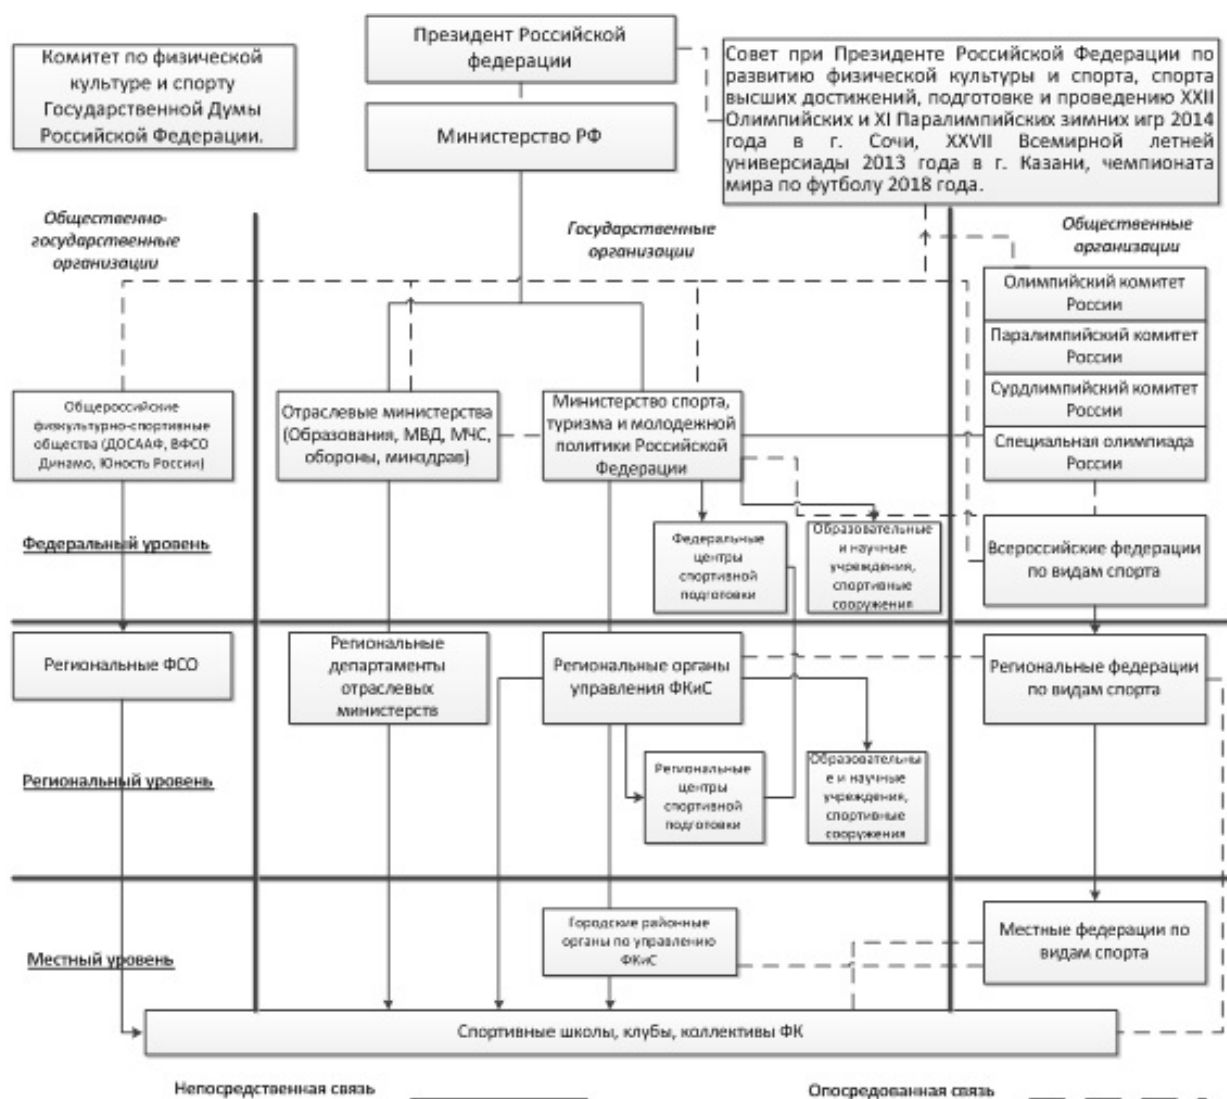 Комитет по физической
культуре и спорту
Государственной Думы
Российской Федерации.
Президент Российской
федерации
Министерство РФ
Совет при Президенте Российской Федерации по
развитию физической культуры и спорта, спорта
высших достижений, подготовке и проведению XXII
Олимпийских и XI Паралимпийских зимних игр 2014
года в г. Сочи, XXVII Всемирной летней
универсиады 2013 года в г. Казани, чемпионата
мира по футболу 2018 года.
Общественно-
государственные
организации
Государственные
организации
Общественные
организации
Олимпийский комитет
России
Паралимпийский комитет
России
Сурдлимпийский комитет
России
Специальная олимпиада
России
Общероссийские
физкультурно-спортивные
общества (ДОСААФ, ВФСО
Динамо, Юность России)
Отраслевые министерства
(Образования, МВД, МЧС,
обороны, минздрав)
Министерство спорта,
туризма и молодежной
политики Российской
Федерации
Федеральный уровень
Федеральные
центры
спортивной
подготовки
Образовательные
и научные
учреждения,
спортивные
сооружения
Всероссийские федерации
по видам спорта
Региональные ФСО
Региональные
департаменты
отраслевых
министерств
Региональные органы
управления ФКиС
Региональные федерации
по видам спорта
Региональный уровень
Региональные
центры
спортивной
подготовки
Образовательны
е и научные
учреждения,
спортивные
сооружения
Местный уровень
Городские районные
органы по управлению
ФКиС
Местные федерации по
видам спорта
Спортивные школы, клубы, коллективы ФК
Непосредственная связь
Опосредованная связь